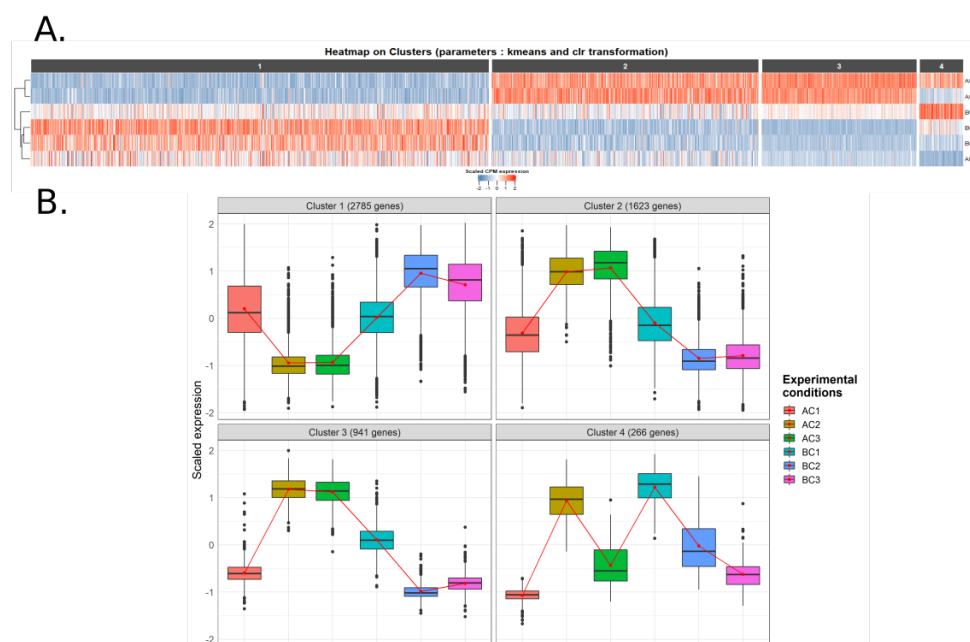 A.
Heatmap on Clusters (parameters : kmeans and clr transformation)
1 2 3 4
Scaled CPM expression
-2 -1 0 1 2
B.
Cluster 1 (2785 genes) Cluster 2 (1623 genes)
2
1
0
-1
-2
Cluster 3 (941 genes) Cluster 4 (266 genes)
2
1
0
-1
-2
Scaled expression
Experimental
conditions
AC1
AC2
AC3
BC1
BC2
BC3